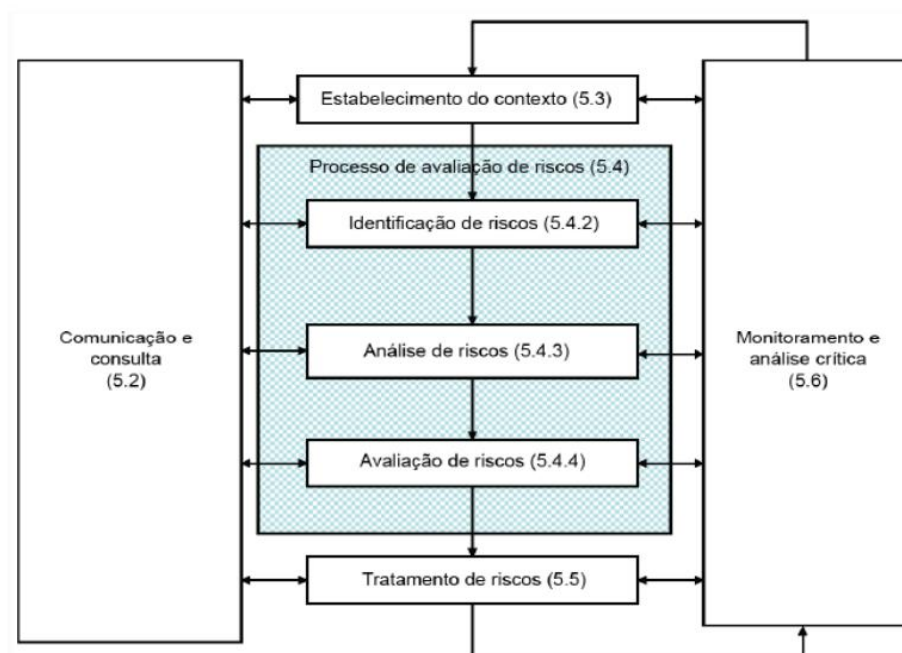 Estabelecimento do contexto (5.3)
Processo de avaliação de riscos (5.4)
Identificação de riscos (5.4.2)
Comunicação e
consulta
(5.2)
Análise de riscos (5.4.3)
Monitoramento e
análise crítica
(5.6)
Avaliação de riscos (5.4.4)
Tratamento de riscos (5.5)